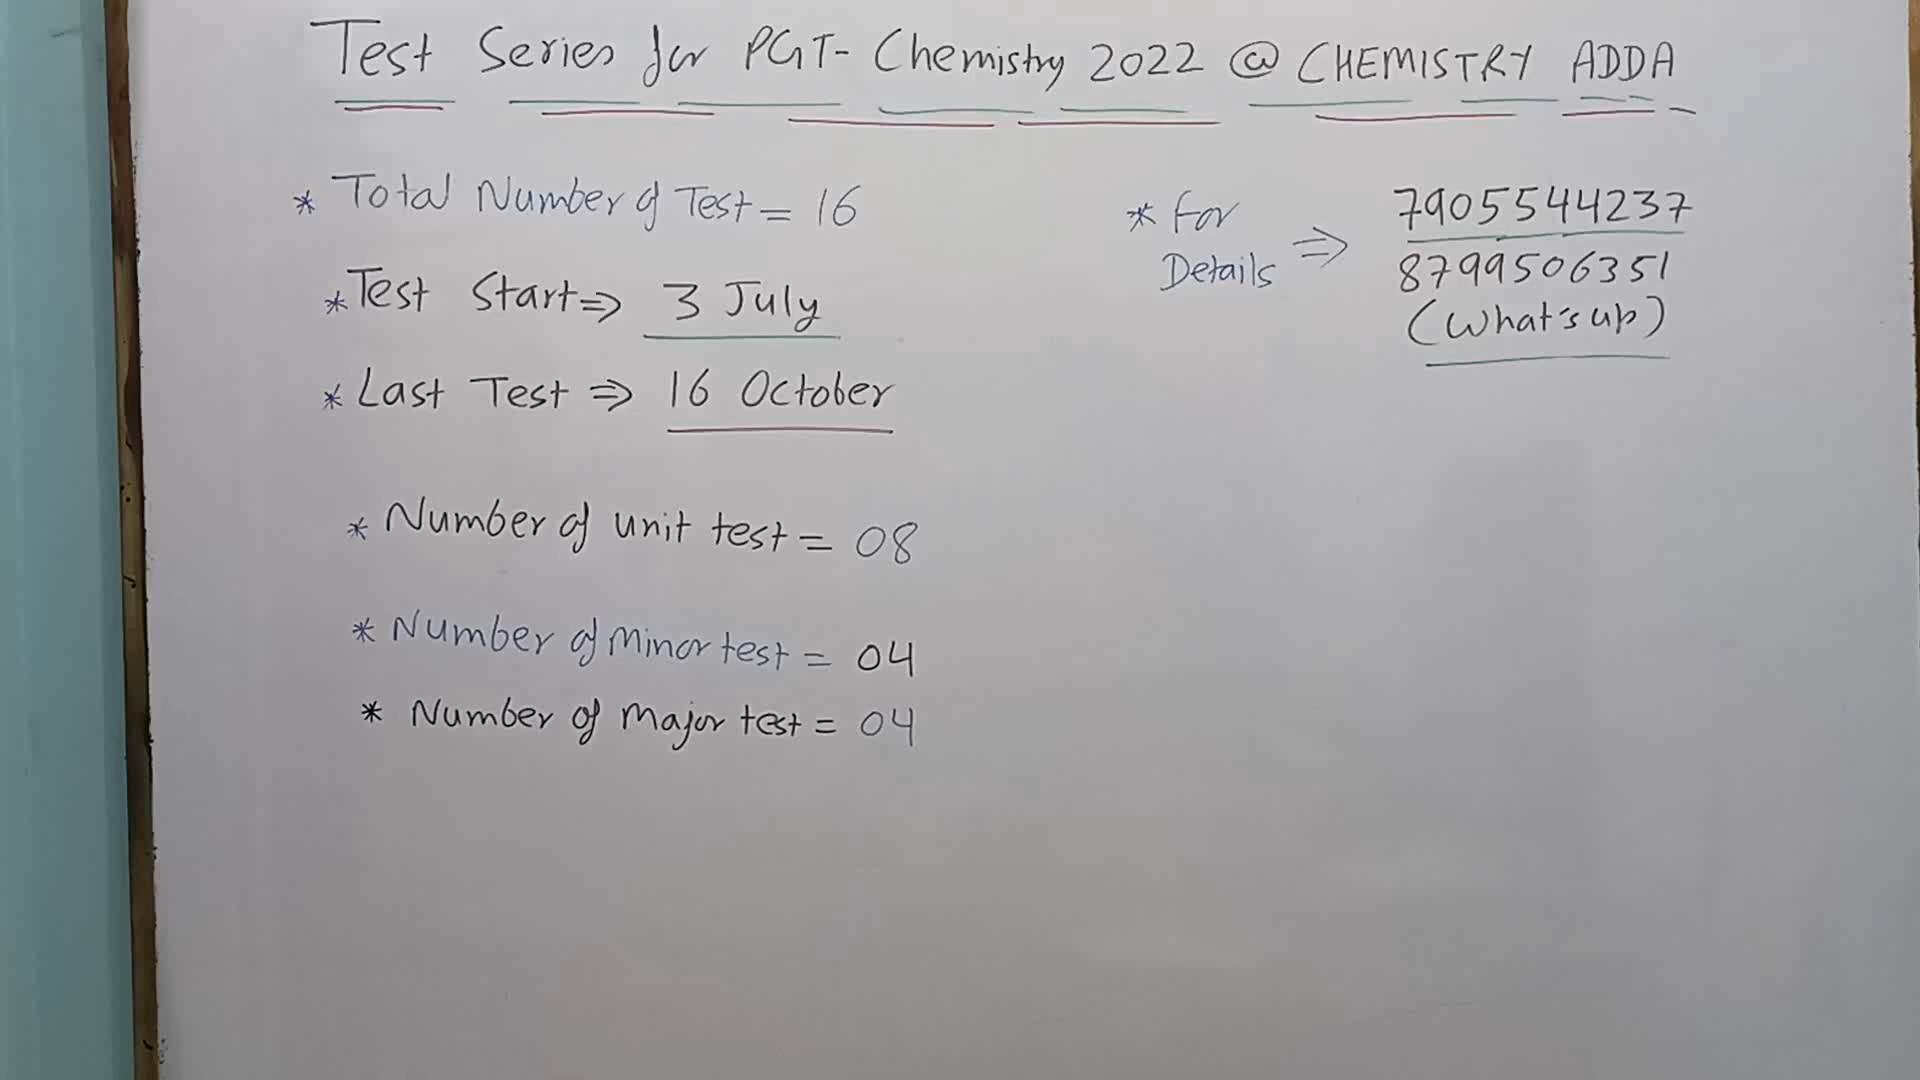 Test Series for PGT- Chemistry 2022 @ CHEMISTRY ADDA
* Total Number of Test = 16
* Test Start ⇒ 3 July
* Last Test ⇒ 16 October
* Number of unit test = 08
* Number of Minor test = 04
* Number of Major test = 04
* For
Details ⇒
7905544237
8799506351
(What's up)